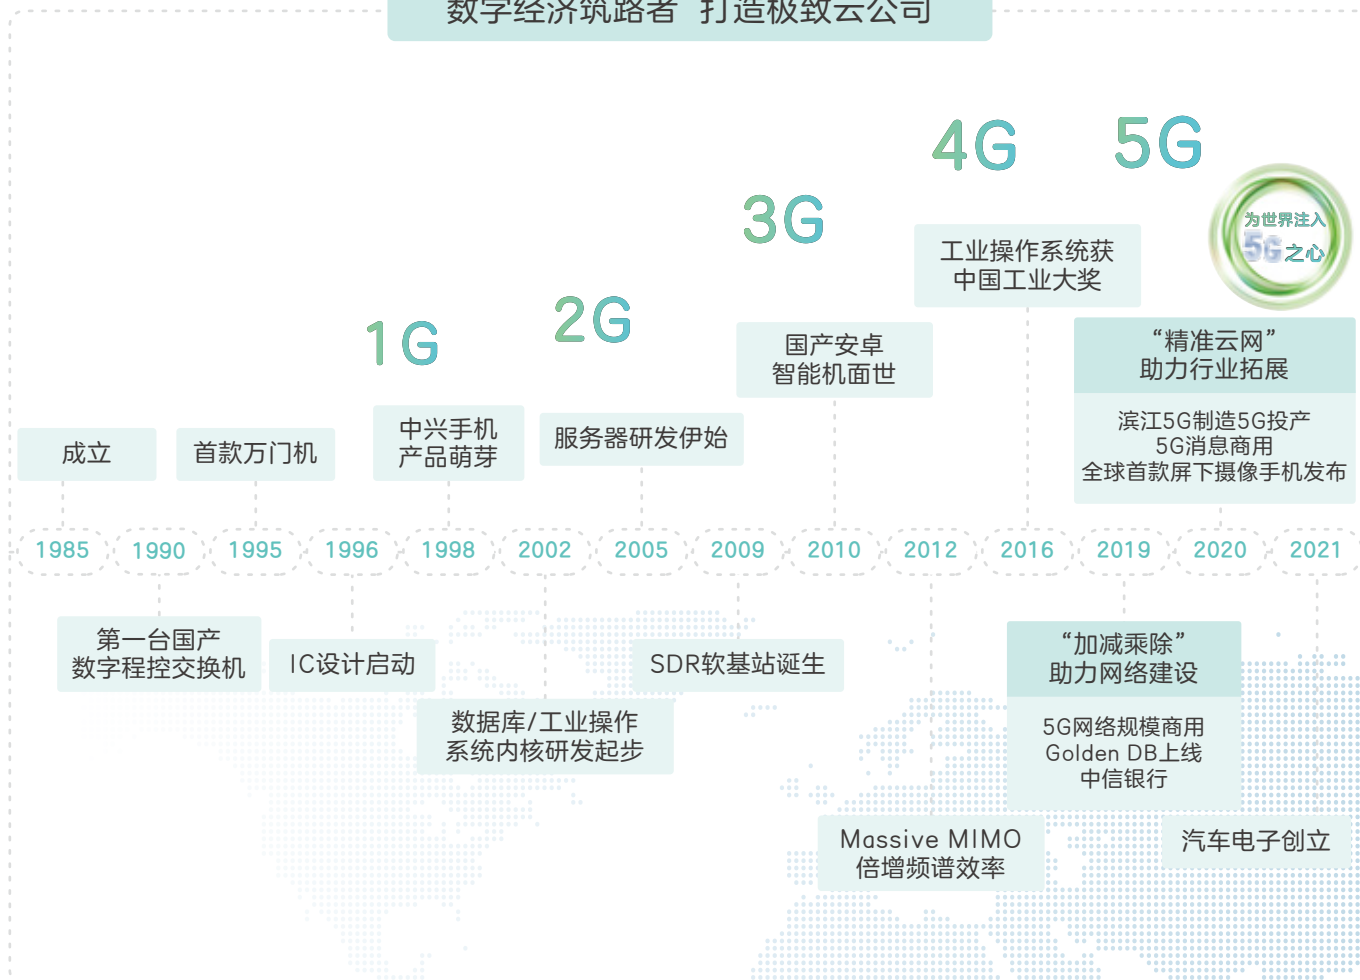 数字经济筑路者 打造极致云公司
1G
2G
3G
4G
5G
为世界注入
5G之心
成立
首款万门机
中兴手机
产品萌芽
服务器研发伊始
国产安卓
智能机面世
工业操作系统获
中国工业大奖
“精准云网”
助力行业拓展
滨江5G制造5G投产
5G消息商用
全球首款屏下摄像手机发布
1985
1990
1995
1996
1998
2002
2005
2009
2010
2012
2016
2019
2020
2021
第一台国产
数字程控交换机
IC设计启动
数据库/工业操作
系统内核研发起步
SDR软基站诞生
Massive MIMO
倍增频谱效率
“加减乘除”
助力网络建设
5G网络规模商用
Golden DB上线
中信银行
汽车电子创立